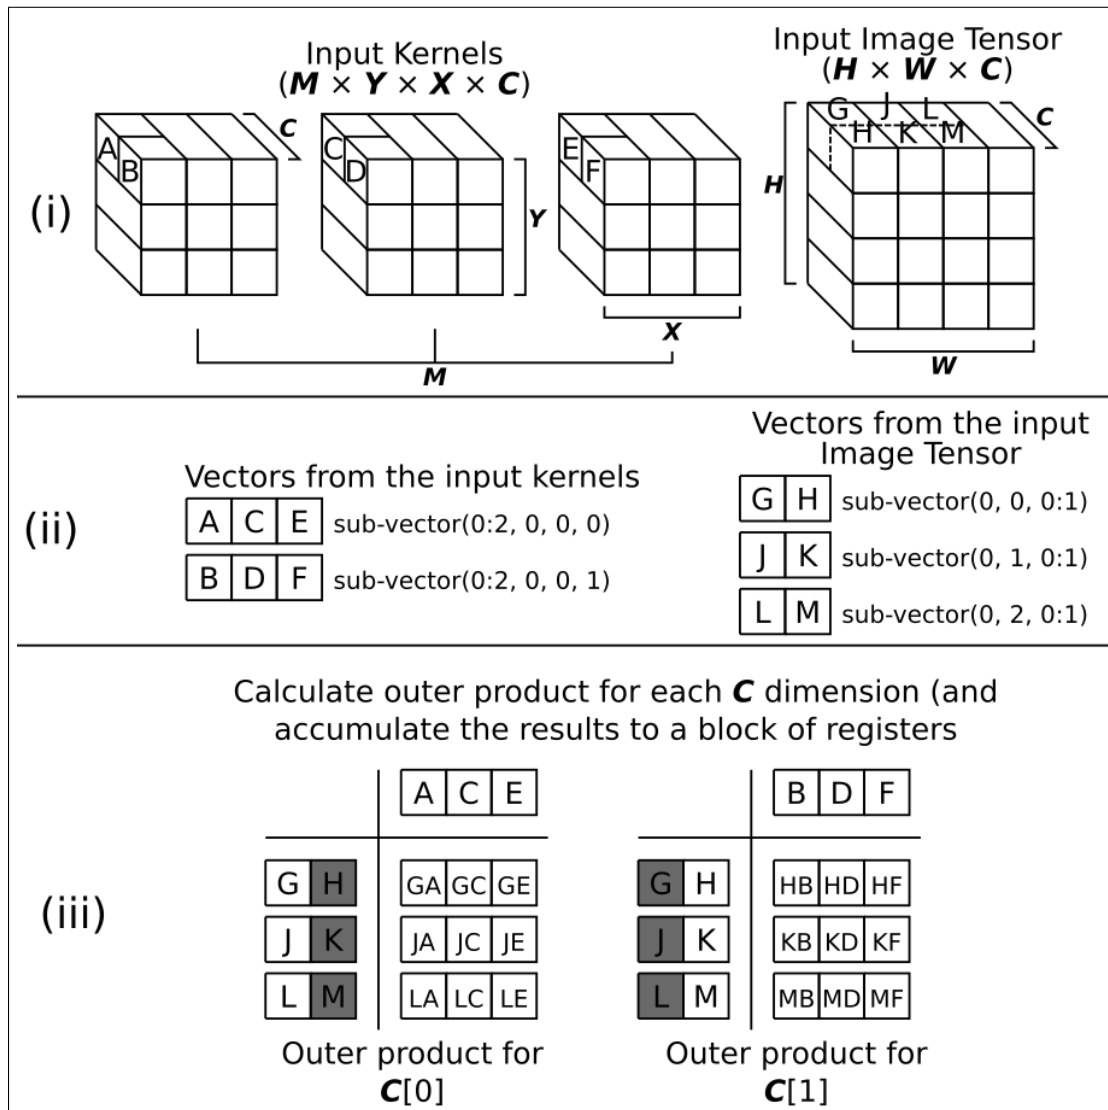 Input Kernels
(M × Y × X × C)
Input Image Tensor
(H × W × C)
(i)
A
B
C
C
D
Y
E
F
X
M
G J L
H K M
C
H
W
(ii)
Vectors from the input kernels
A C E sub-vector(0:2, 0, 0, 0)
B D F sub-vector(0:2, 0, 0, 1)
Vectors from the input
Image Tensor
G H sub-vector(0, 0, 0:1)
J K sub-vector(0, 1, 0:1)
L M sub-vector(0, 2, 0:1)
(iii)
Calculate outer product for each C dimension (and
accumulate the results to a block of registers
A C E
G H GA GC GE
J K JA JC JE
L M LA LC LE
Outer product for
C[0]
B D F
G H HB HD HF
J K KB KD KF
L M MB MD MF
Outer product for
C[1]